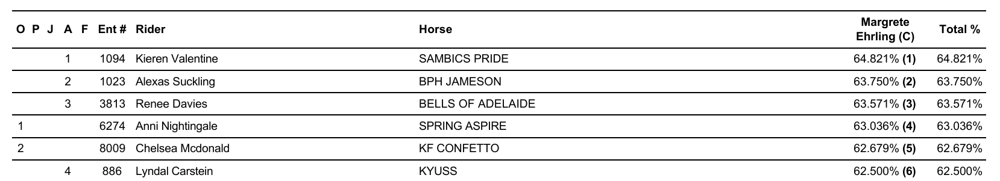 O P J A F Ent # Rider Horse Margrete Ehrling (C) Total %
1 1094 Kieren Valentine SAMBICS PRIDE 64.821% (1) 64.821%
2 1023 Alexas Suckling BPH JAMESON 63.750% (2) 63.750%
3 3813 Renee Davies BELLS OF ADELAIDE 63.571% (3) 63.571%
1 6274 Anni Nightingale SPRING ASPIRE 63.036% (4) 63.036%
2 8009 Chelsea Mcdonald KF CONFETTO 62.679% (5) 62.679%
4 886 Lyndal Carstein KYUSS 62.500% (6) 62.500%